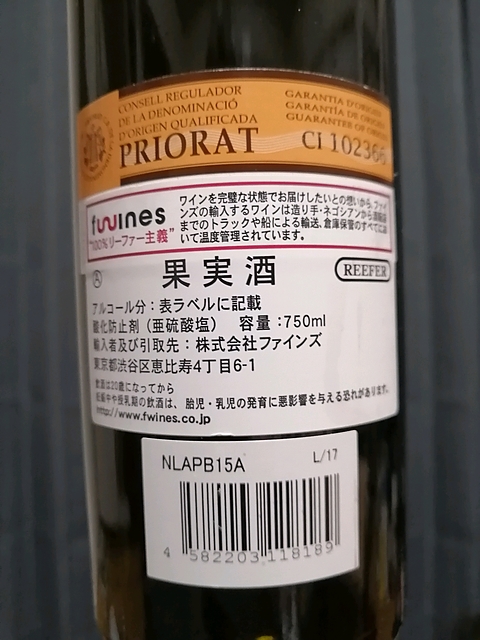 CONSELL REGULADOR
DE LA DENOMINACIÓ
D'ORIGEN QUALIFICADA
PRIORAT
GARANTIA D'ORIGEN
GARANTÍA DE ORIGEN
GUARANTEE OF ORIGIN
CI 102366
fwines
"100%リーファー主義"
ワインを完璧な状態でお届けしたいとの想いから、ファイ
ンズの輸入するワインは造り手・ネゴシアンから
までのトラックや船による輸送、倉庫保管のすべてにお
いて温度管理されています。
A
果実酒
REEFER
アルコール分：表ラベルに記載
酸化防止剤（亜硫酸塩） 容量：750ml
輸入者及び引取先：株式会社ファインズ
東京都渋谷区恵比寿4丁目6-1
飲酒は20歳になってから
妊娠中や授乳期の飲酒は、胎児・乳児の発育に悪影響を与える恐れがあります。
http://www.fwines.co.jp
NLAPB15A
L/17
4 582203 118189